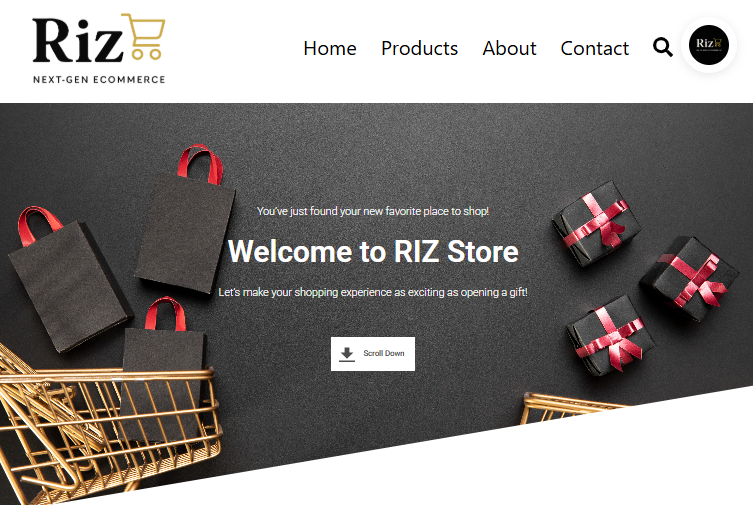 Riz
NEXT-GEN ECOMMERCE
Home Products About Contact
Riz
You've just found your new favorite place to shop!
Welcome to RIZ Store
Let's make your shopping experience as exciting as opening a gift!
Scroll Down